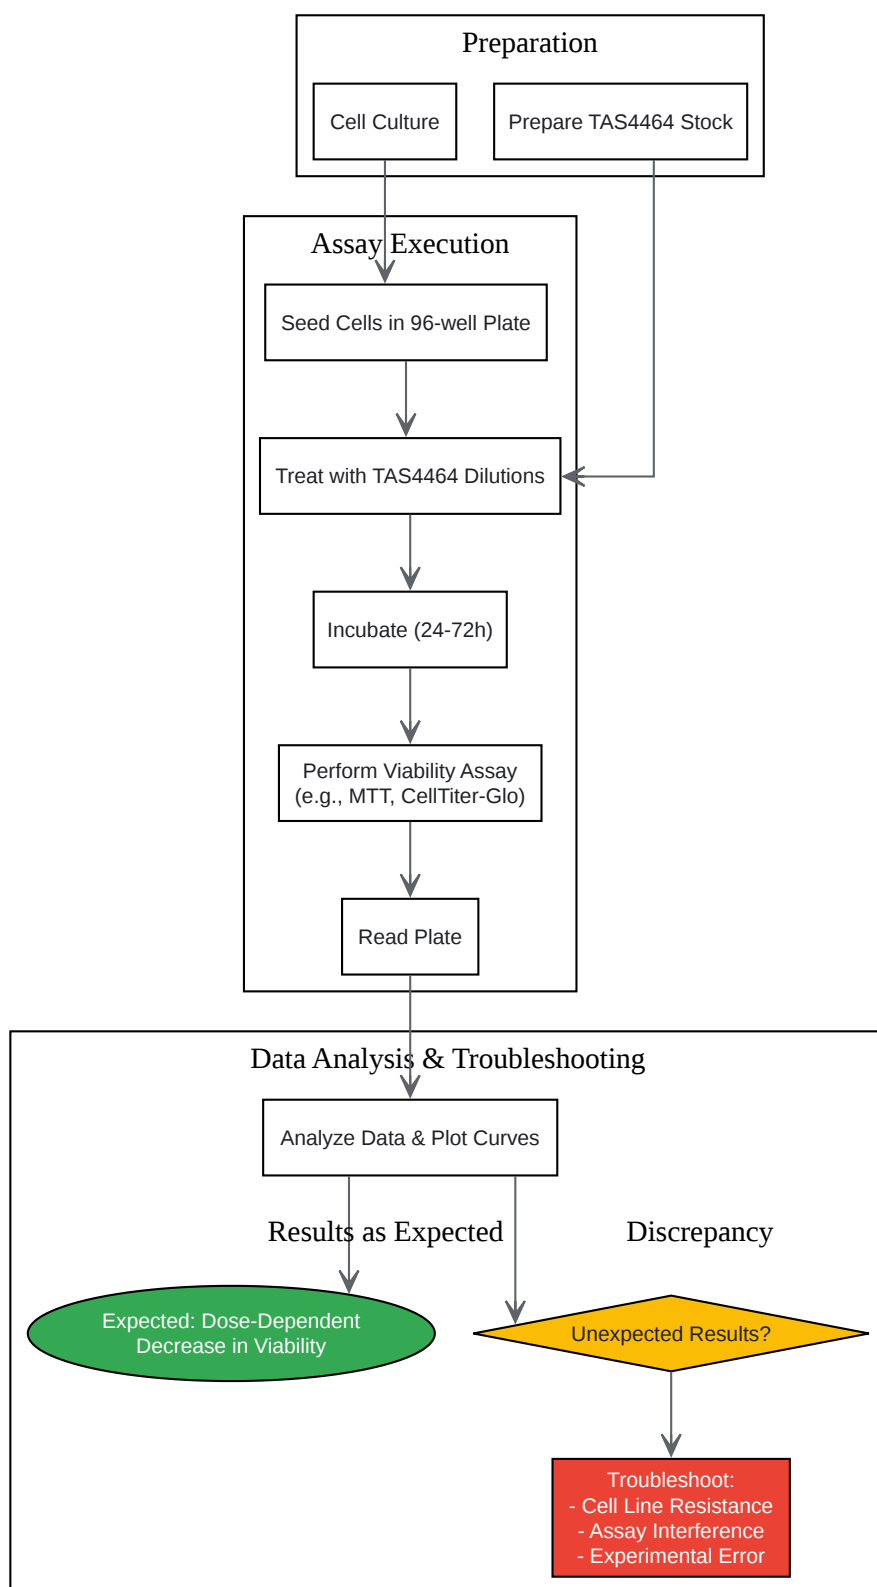 Preparation
Cell Culture
Prepare TAS4464 Stock
Assay Execution
Seed Cells in 96-well Plate
Treat with TAS4464 Dilutions
Incubate (24-72h)
Perform Viability Assay
(e.g., MTT, CellTiter-Glo)
Read Plate
Data Analysis & Troubleshooting
Analyze Data & Plot Curves
Results as Expected
Discrepancy
Expected: Dose-Dependent
Decrease in Viability
Unexpected Results?
Troubleshoot:
- Cell Line Resistance
- Assay Interference
- Experimental Error